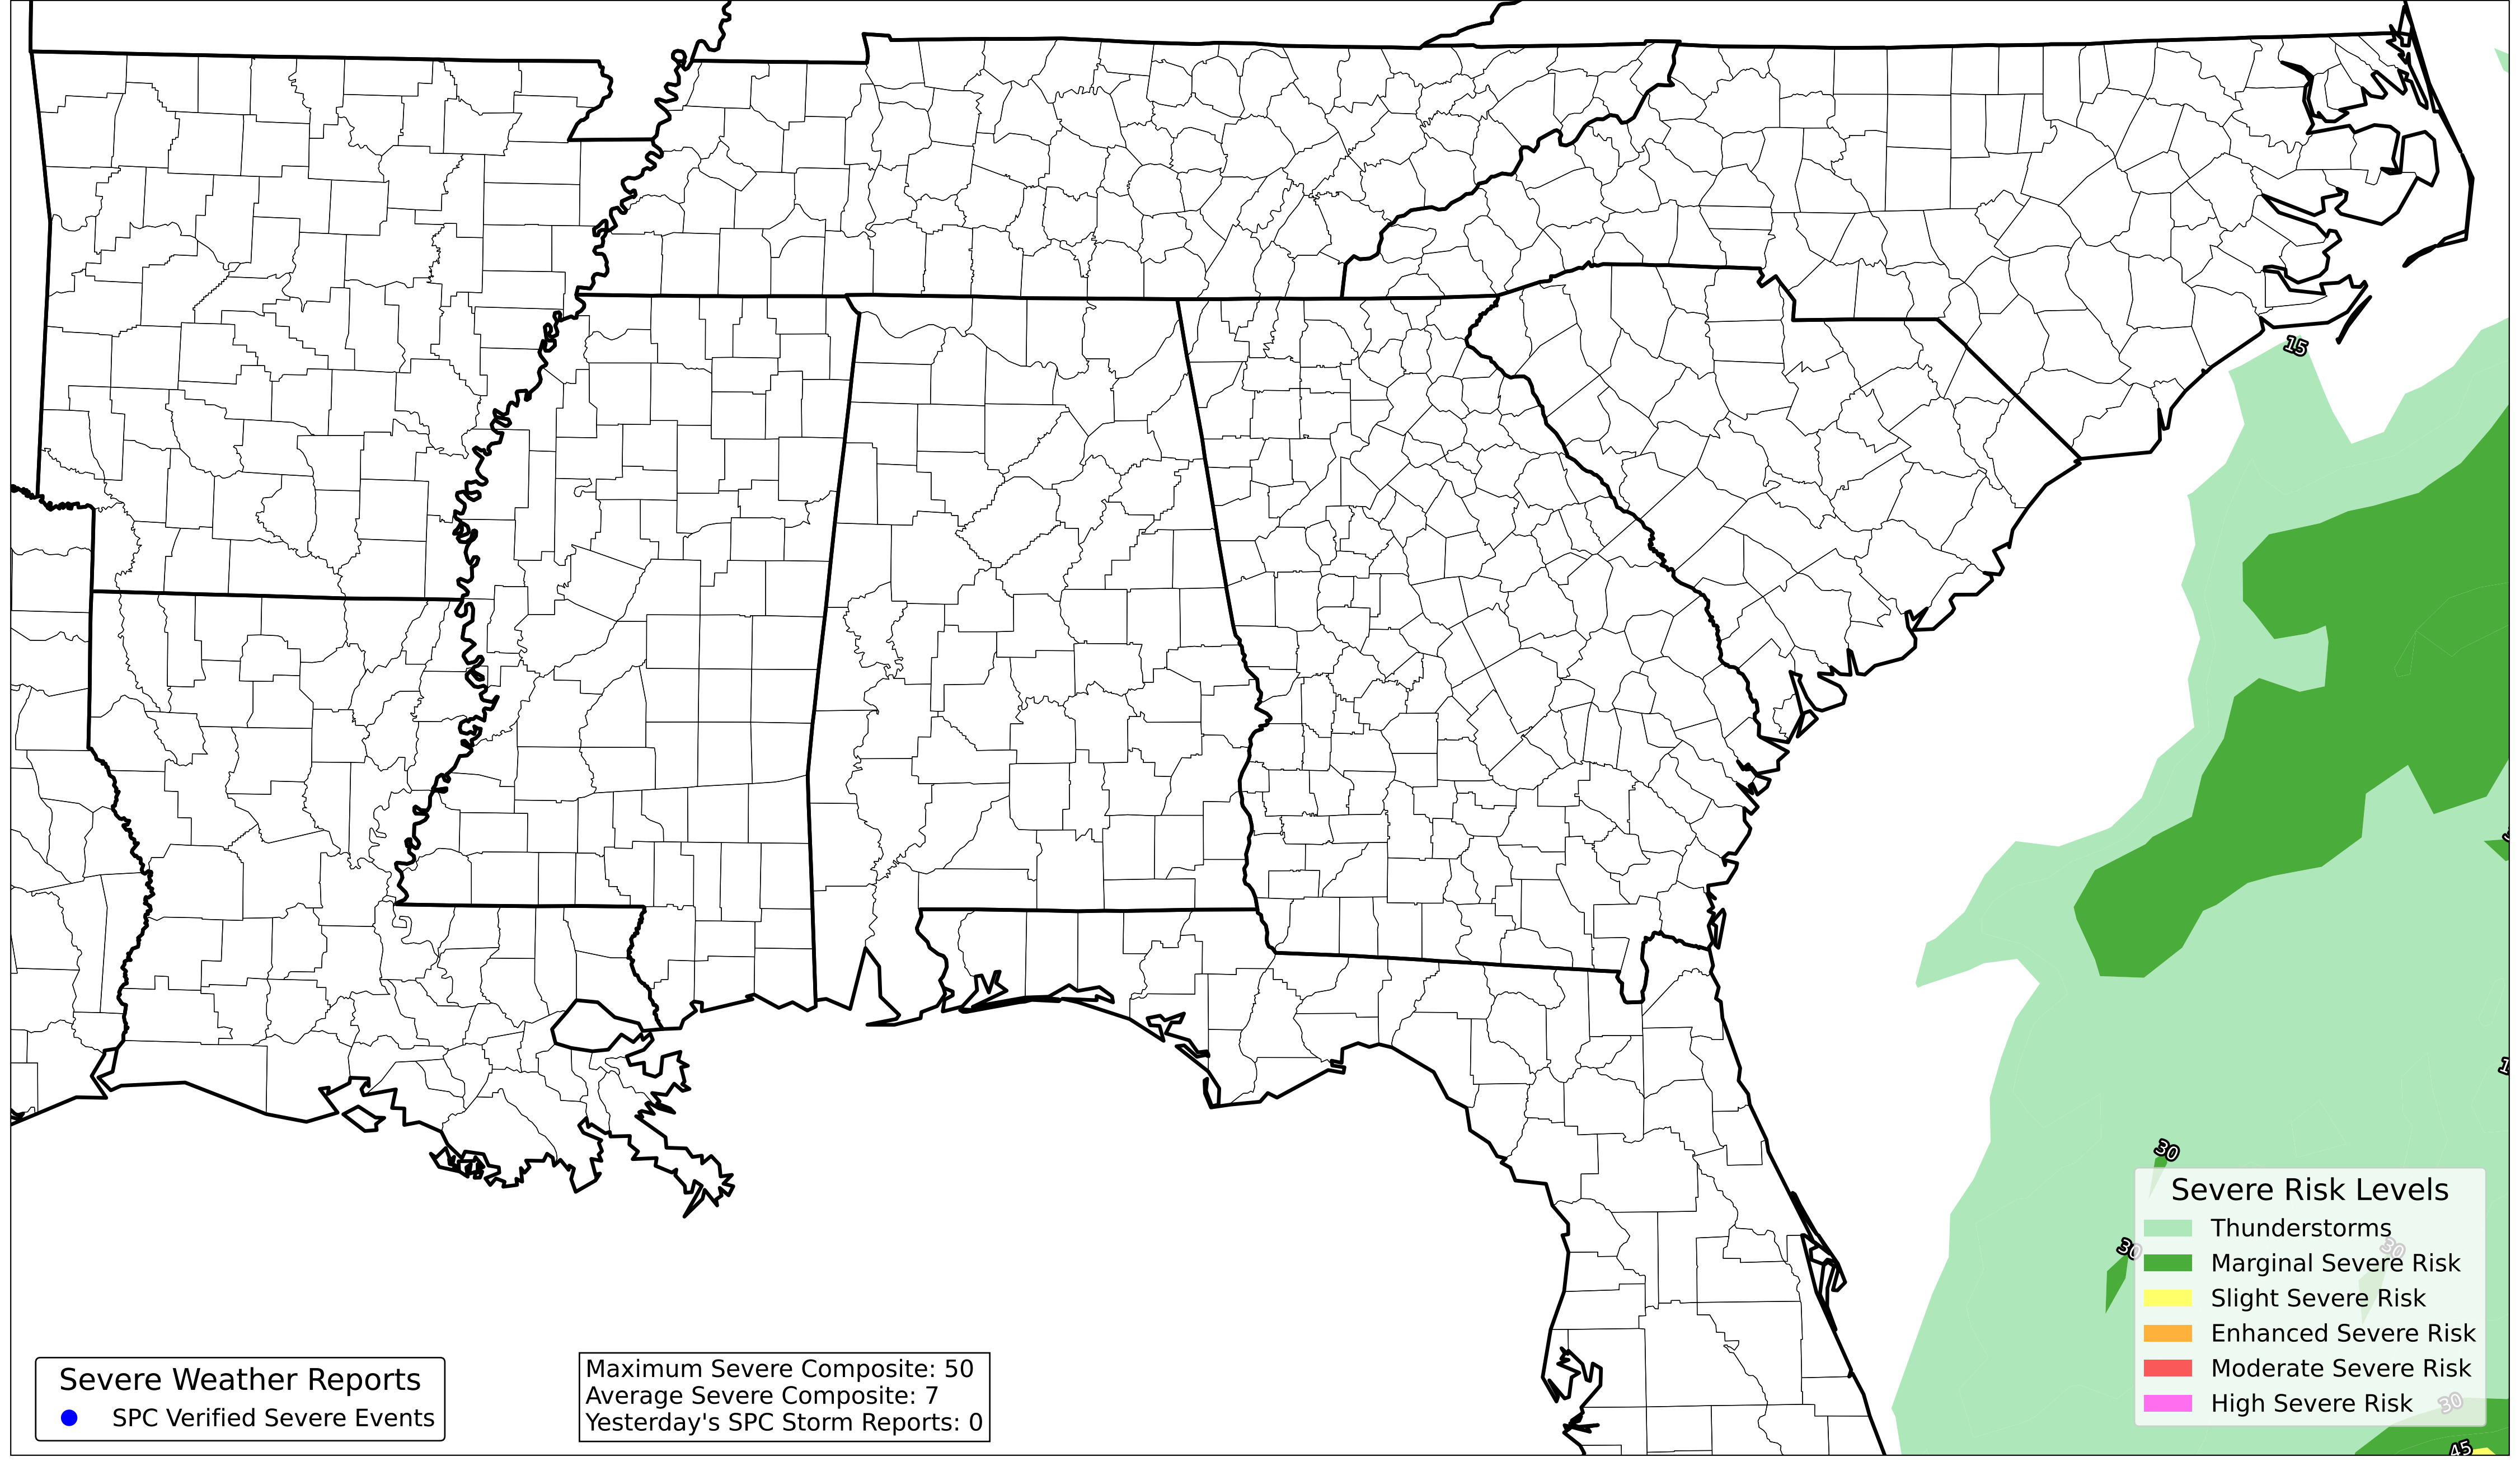 15
30
30
Severe Risk Levels
Thunderstorms
30
Marginal Severe Risk
Slight Severe Risk
Enhanced Severe Risk
Moderate Severe Risk
30
High Severe Risk
45
Severe Weather Reports
SPC Verified Severe Events
Maximum Severe Composite: 50
Average Severe Composite: 7
Yesterday's SPC Storm Reports: 0